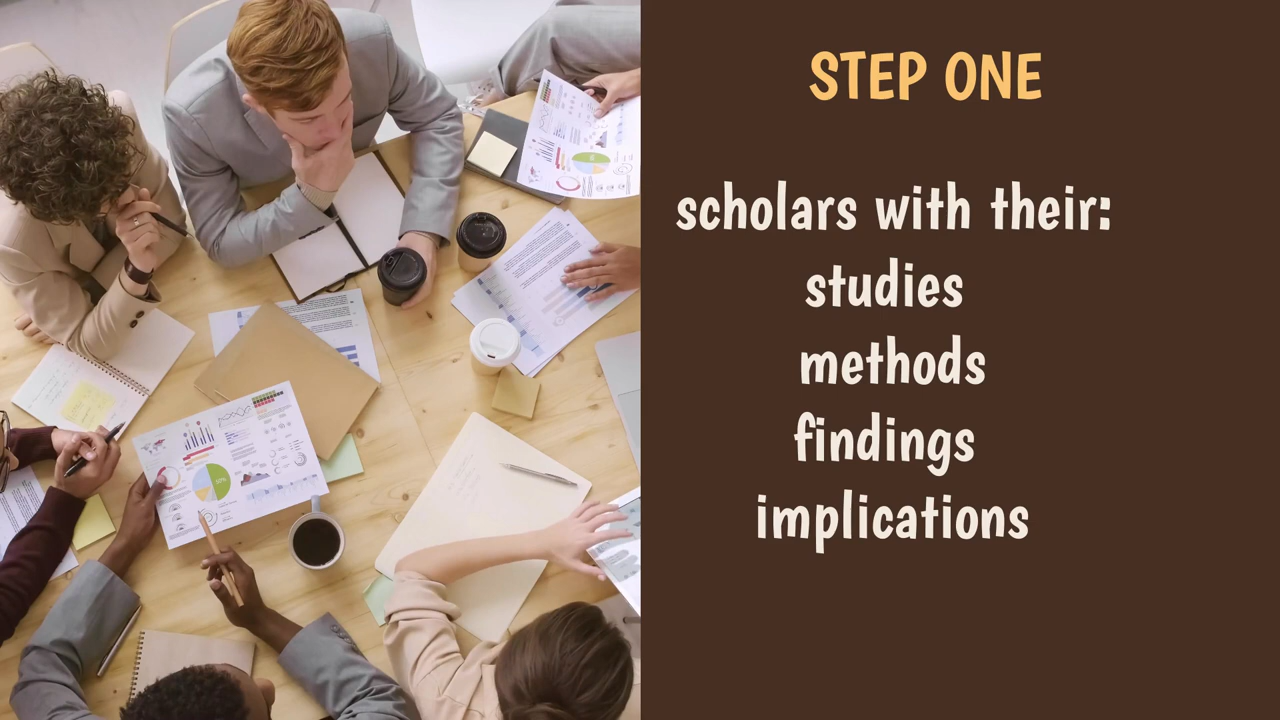 STEP ONE
scholars with their:
studies
methods
findings
implications